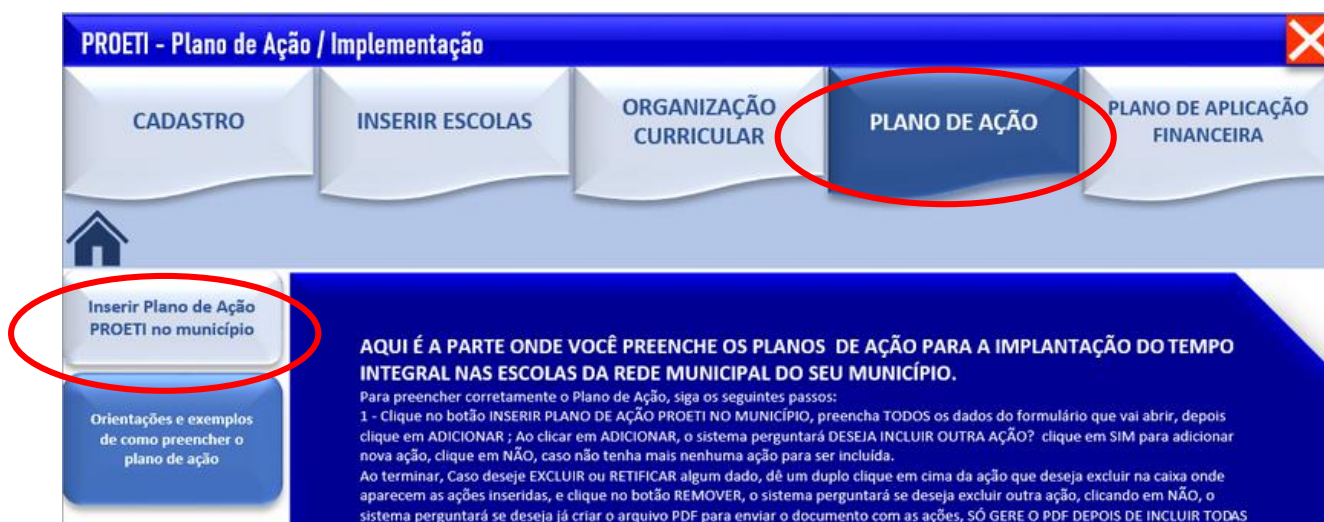 PROETI - Plano de Ação / Implementação
CADASTRO
INSERIR ESCOLAS
ORGANIZAÇÃO
CURRICULAR
PLANO DE AÇÃO
PLANO DE APLICAÇÃO
FINANCEIRA
Inserir Plano de Ação
PROETI no município
Orientações e exemplos
de como preencher o
plano de ação
AQUI É A PARTE ONDE VOCÊ PREENCHE OS PLANOS DE AÇÃO PARA A IMPLANTAÇÃO DO TEMPO
INTEGRAL NAS ESCOLAS DA REDE MUNICIPAL DO SEU MUNICÍPIO.
Para preencher corretamente o Plano de Ação, siga os seguintes passos:
1 - Clique no botão INSERIR PLANO DE AÇÃO PROETI NO MUNICÍPIO, preencha TODOS os dados do formulário que vai abrir, depois
clique em ADICIONAR ; Ao clicar em ADICIONAR, o sistema perguntará DESEJA INCLUIR OUTRA AÇÃO? clique em SIM para adicionar
nova ação, clique em NÃO, caso não tenha mais nenhuma ação para ser incluída.
Ao terminar, Caso deseje EXCLUIR ou RETIFICAR algum dado, dê um duplo clique em cima da ação que deseja excluir na caixa onde
aparecem as ações inseridas, e clique no botão REMOVER, o sistema perguntará se deseja excluir outra ação, clicando em NÃO, o
sistema perguntará se deseja já criar o arquivo PDF para enviar o documento com as ações, SÓ GERE O PDF DEPOIS DE INCLUIR TODAS